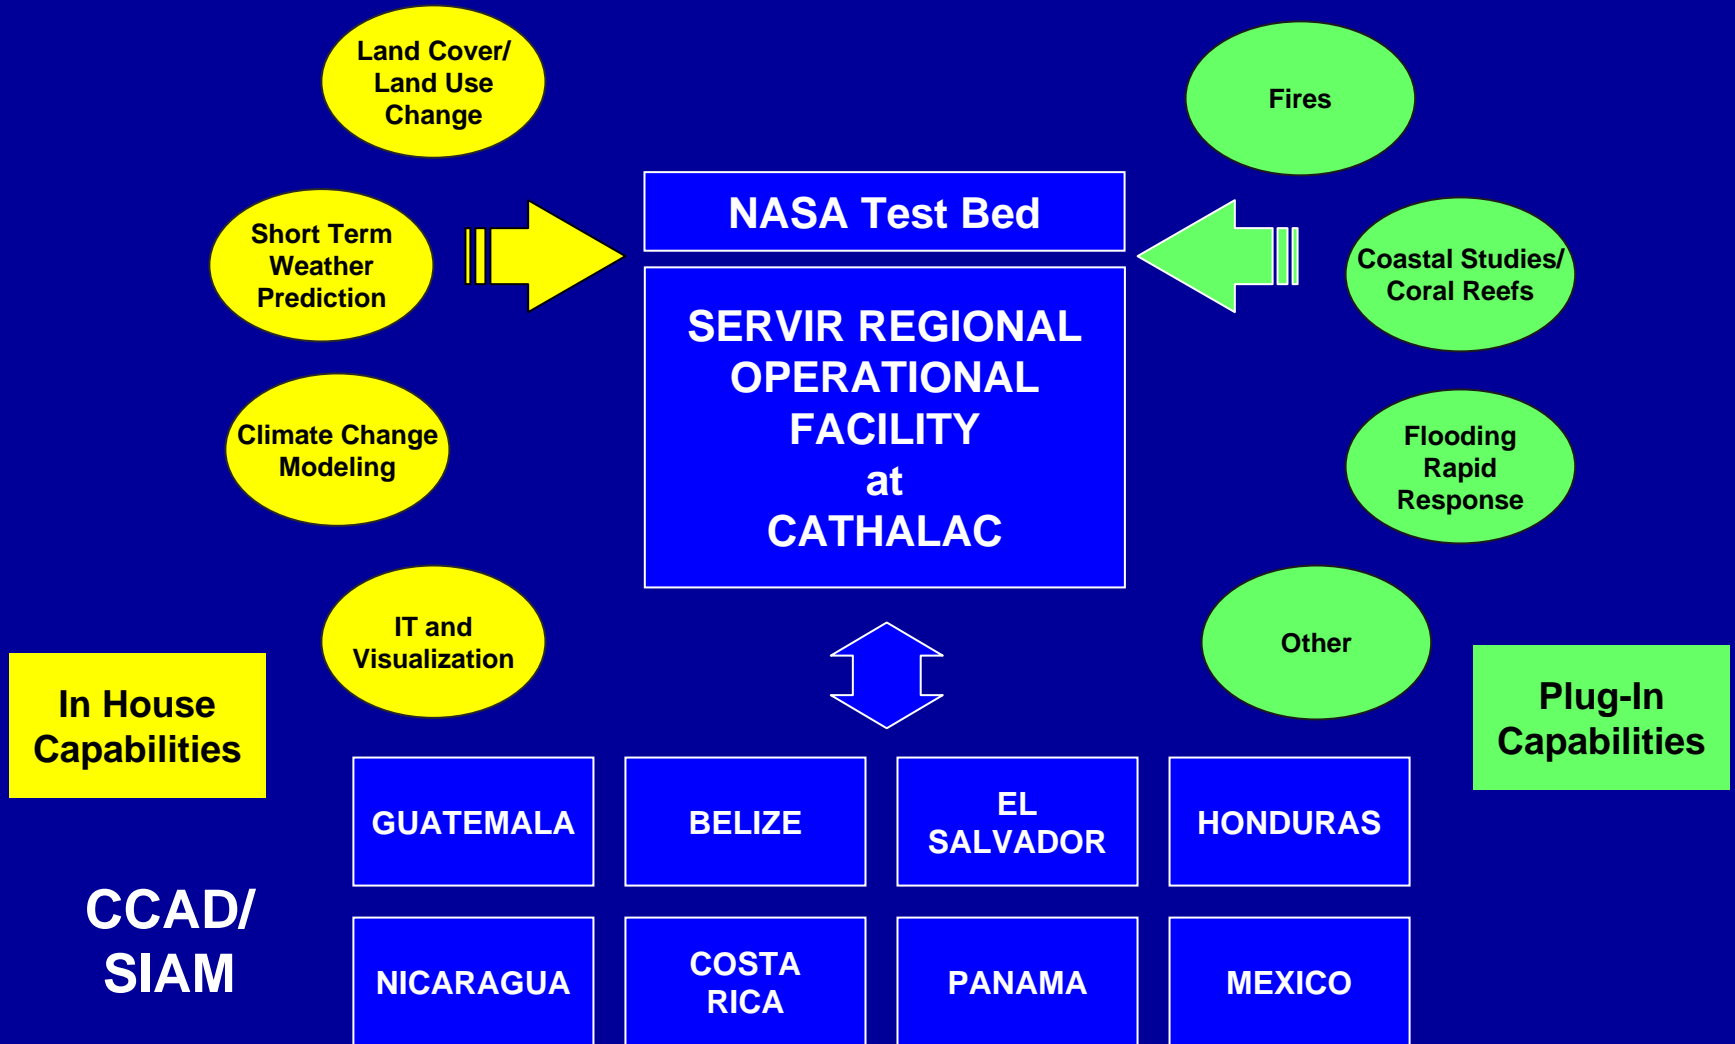 Land Cover/
Land Use
Change
Fires
NASA Test Bed
Short Term
Weather
Prediction
Coastal Studies/
Coral Reefs
SERVIR REGIONAL
OPERATIONAL
FACILITY
at
CATHALAC
Climate Change
Modeling
Flooding
Rapid
Response
IT and
Visualization
Other
In House
Capabilities
Plug-In
Capabilities
GUATEMALA
BELIZE
EL
SALVADOR
HONDURAS
CCAD/
SIAM
NICARAGUA
COSTA
RICA
PANAMA
MEXICO